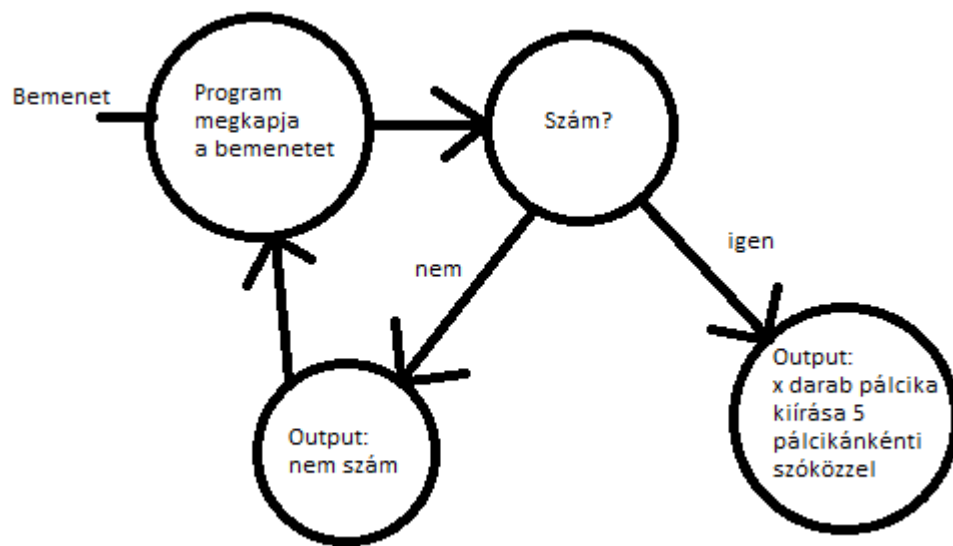 Bemenet
Program
megkapja
a bemenetet
Szám?
nem
igen
Output:
nem szám
Output:
x darab pálcika
kiírása 5
pálcikánkénti
szóközzel